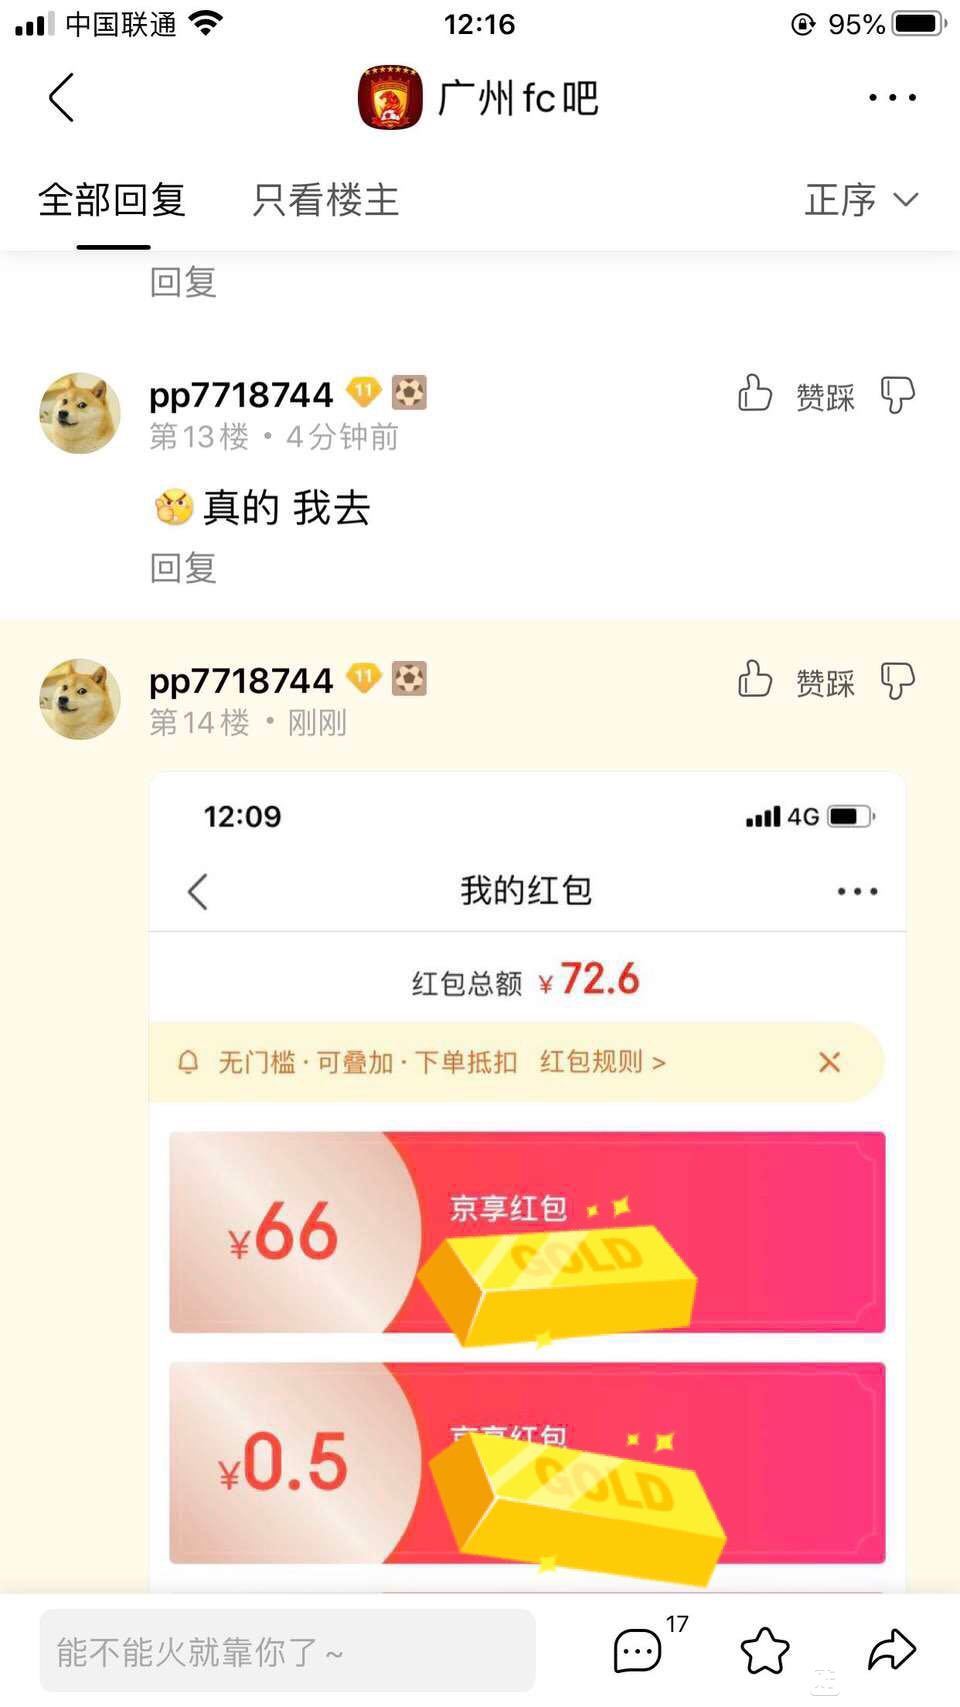 中国联通 12:16 95%
广州fc吧
全部回复 只看楼主 正序
回复
pp7718744 11
第13楼・4分钟前
赞踩
真的 我去
回复
pp7718744 11
第14楼・刚刚
赞踩
12:09 4G
我的红包
红包总额 ¥72.6
无门槛·可叠加·下单抵扣 红包规则 >
¥66
京享红包
GOLD
¥0.5
京享红包
GOLD
能不能火就靠你了~
17